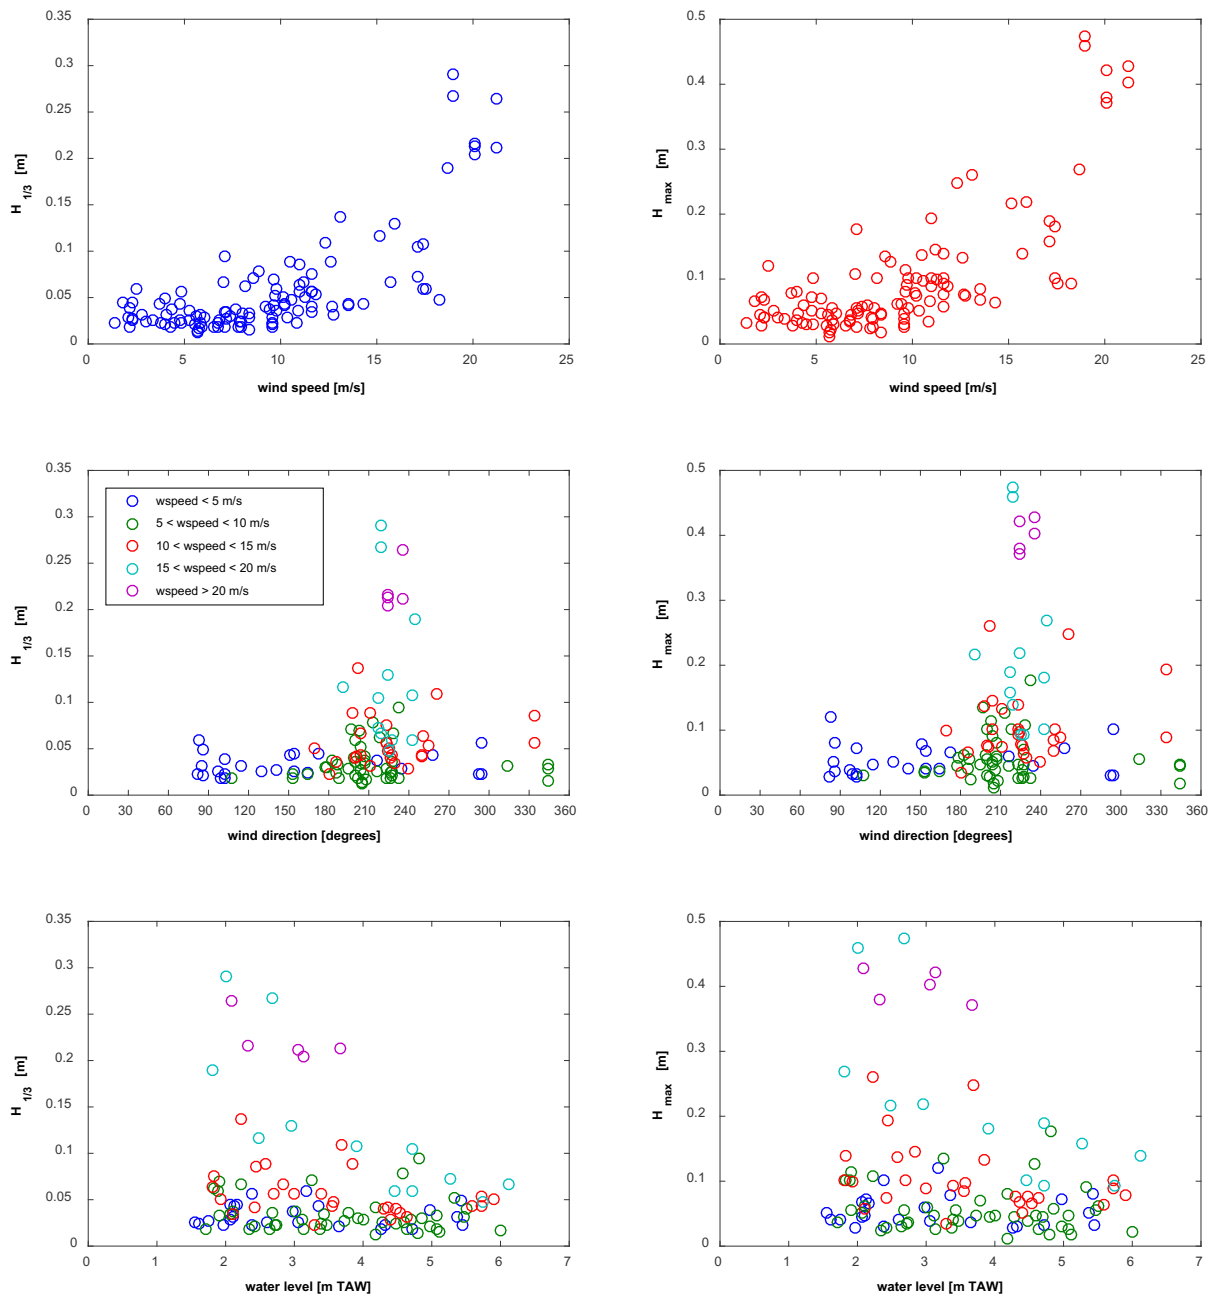 0.35
0.3
0.25
0.2
0.15
0.1
0.05
0
H 1/3 [m]
0 5 10 15 20 25
wind speed [m/s]
0.5
0.4
0.3
0.2
0.1
0
H max [m]
0 5 10 15 20 25
wind speed [m/s]
0.35
0.3
0.25
0.2
0.15
0.1
0.05
0
H 1/3 [m]
wspeed < 5 m/s
5 < wspeed < 10 m/s
10 < wspeed < 15 m/s
15 < wspeed < 20 m/s
wspeed > 20 m/s
0 30 60 90 120 150 180 210 240 270 300 330 360
wind direction [degrees]
0.5
0.4
0.3
0.2
0.1
0
H max [m]
0 30 60 90 120 150 180 210 240 270 300 330 360
wind direction [degrees]
0.35
0.3
0.25
0.2
0.15
0.1
0.05
0
H 1/3 [m]
0 1 2 3 4 5 6 7
water level [m TAW]
0.5
0.4
0.3
0.2
0.1
0
H max [m]
0 1 2 3 4 5 6 7
water level [m TAW]